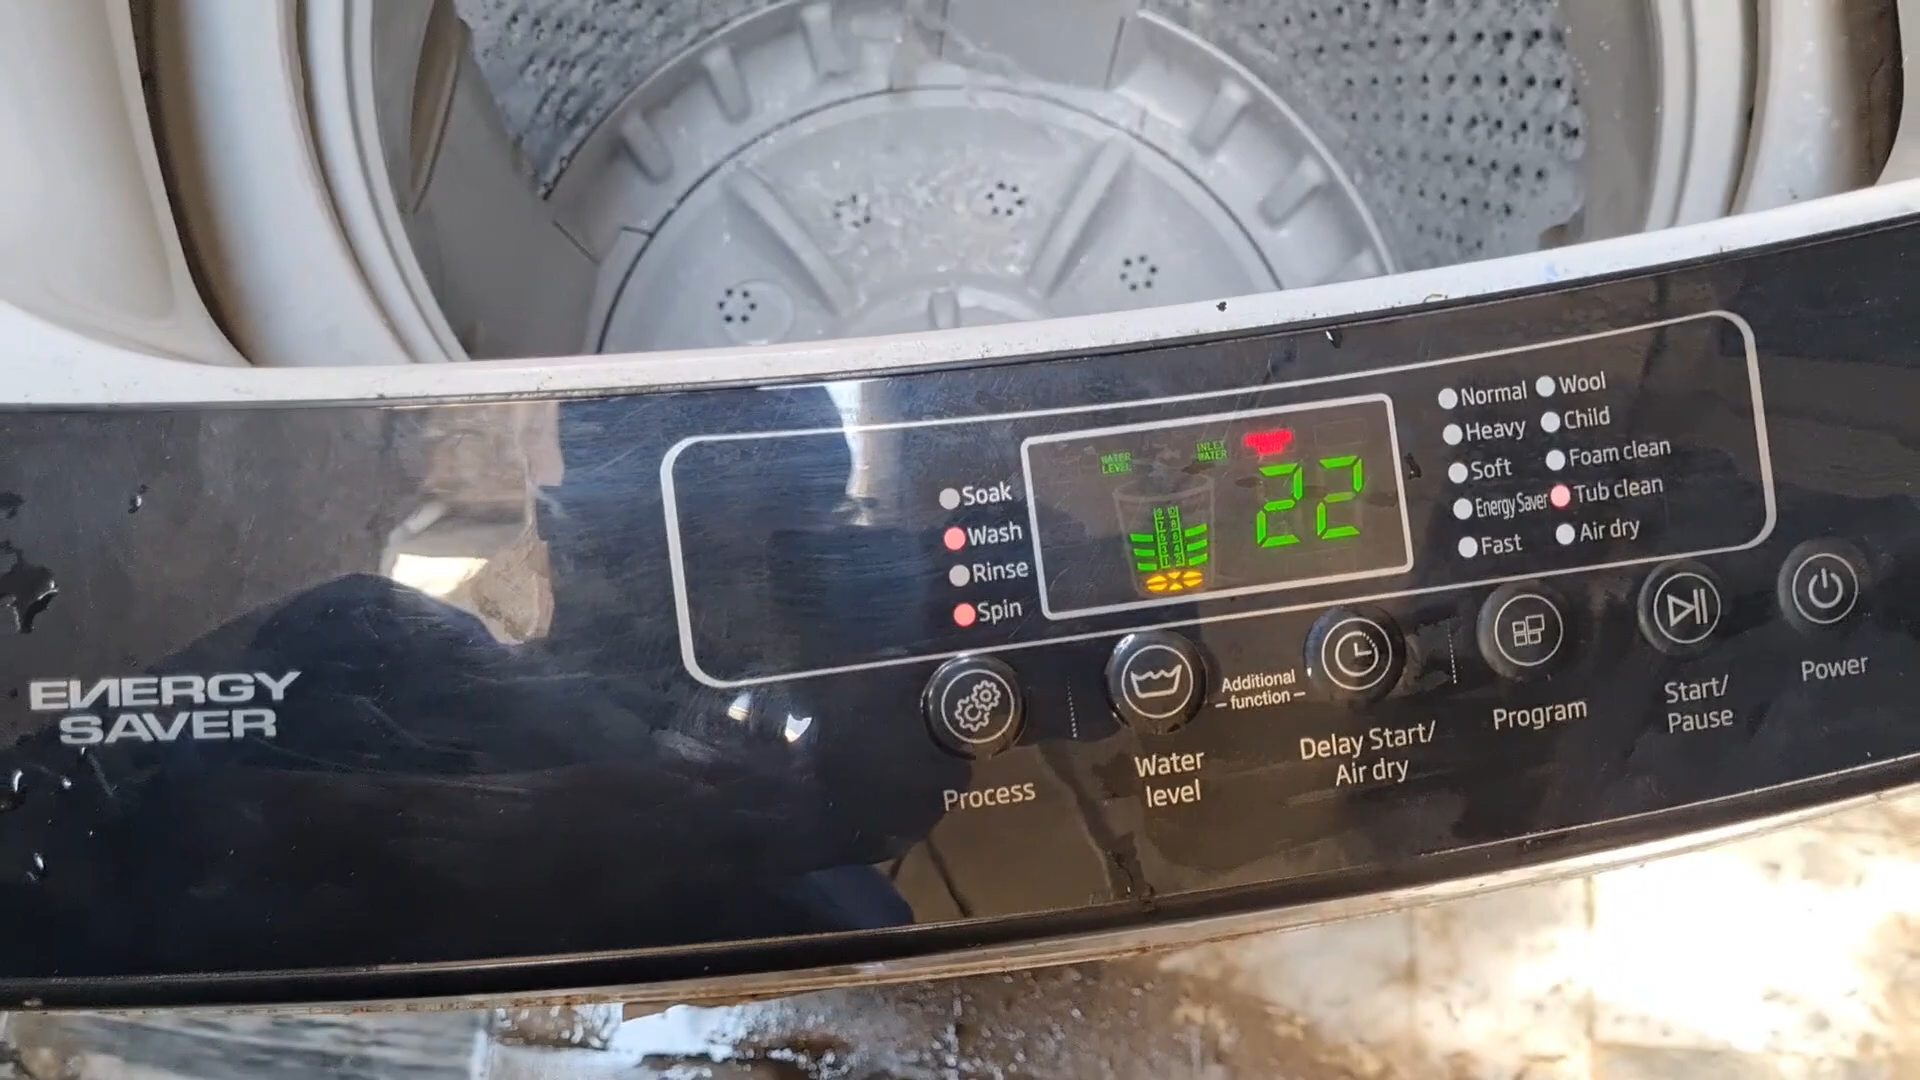 WATER
LEVEL
INLET
WATER
22
Soak
Wash
Rinse
Spin
Normal
Heavy
Soft
Energy Saver
Fast
Wool
Child
Foam clean
Tub clean
Air dry
ENERGY
SAVER
Process
Water
level
Additional
function
Delay Start/
Air dry
Program
Start/
Pause
Power